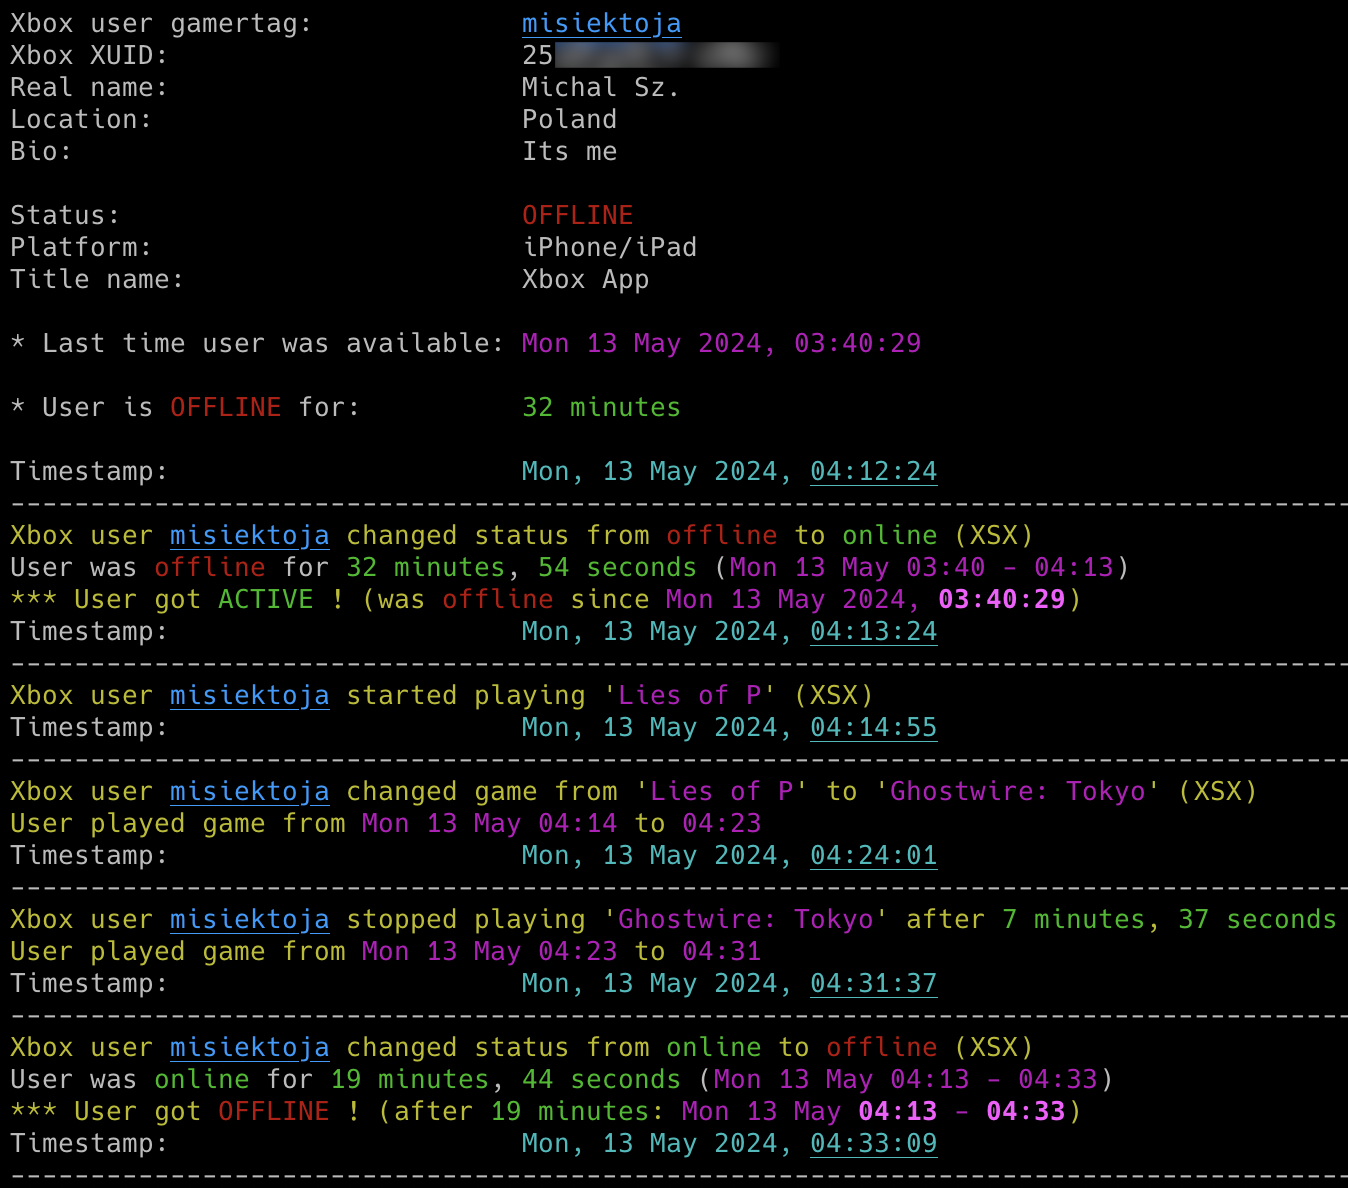 Xbox user gamertag: misiektoja
Xbox XUID: 25
Real name: Michal Sz.
Location: Poland
Bio: Its me
Status: OFFLINE
Platform: iPhone/iPad
Title name: Xbox App
* Last time user was available: Mon 13 May 2024, 03:40:29
* User is OFFLINE for: 32 minutes
Timestamp: Mon, 13 May 2024, 04:12:24
Xbox user misiektoja changed status from offline to online (XSX)
User was offline for 32 minutes, 54 seconds (Mon 13 May 03:40 - 04:13)
*** User got ACTIVE ! (was offline since Mon 13 May 2024, 03:40:29)
Timestamp: Mon, 13 May 2024, 04:13:24
Xbox user misiektoja started playing 'Lies of P' (XSX)
Timestamp: Mon, 13 May 2024, 04:14:55
Xbox user misiektoja changed game from 'Lies of P' to 'Ghostwire: Tokyo' (XSX)
User played game from Mon 13 May 04:14 to 04:23
Timestamp: Mon, 13 May 2024, 04:24:01
Xbox user misiektoja stopped playing 'Ghostwire: Tokyo' after 7 minutes, 37 seconds
User played game from Mon 13 May 04:23 to 04:31
Timestamp: Mon, 13 May 2024, 04:31:37
Xbox user misiektoja changed status from online to offline (XSX)
User was online for 19 minutes, 44 seconds (Mon 13 May 04:13 - 04:33)
*** User got OFFLINE ! (after 19 minutes: Mon 13 May 04:13 - 04:33)
Timestamp: Mon, 13 May 2024, 04:33:09